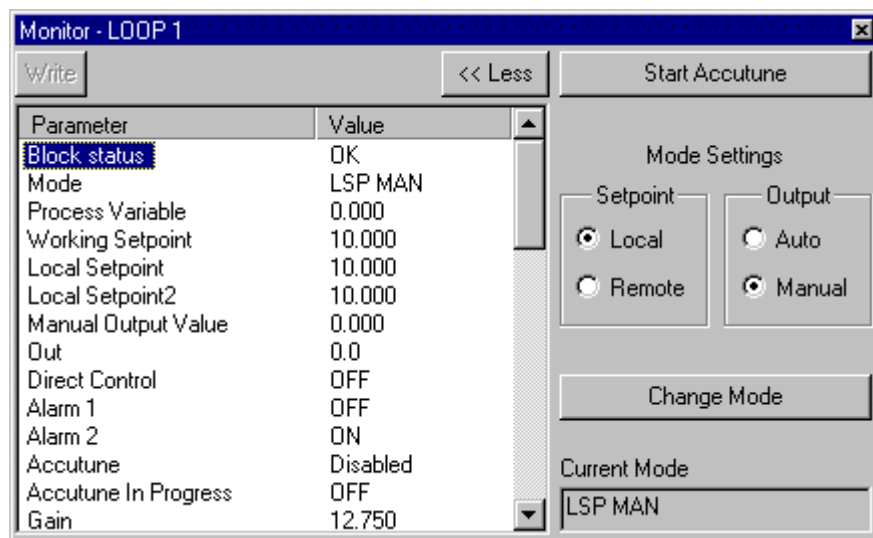 Monitor - LOOP 1
Write << Less Start Accutune
Parameter Value
Block status OK
Mode LSP MAN
Process Variable 0.000
Working Setpoint 10.000
Local Setpoint 10.000
Local Setpoint2 10.000
Manual Output Value 0.000
Out 0.0
Direct Control OFF
Alarm 1 OFF
Alarm 2 ON
Accutune Disabled
Accutune In Progress OFF
Gain 12.750
Mode Settings
Setpoint
Local
Remote
Output
Auto
Manual
Change Mode
Current Mode
LSP MAN